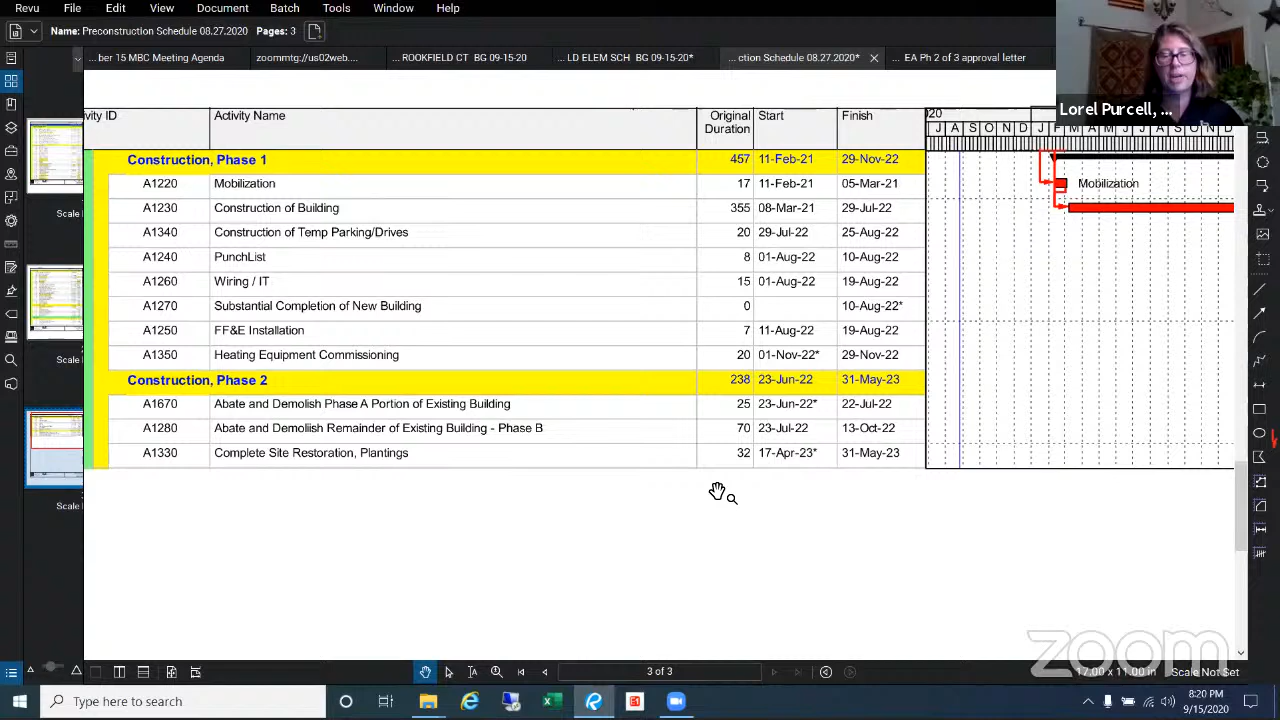 Revu File Edit View Document Batch Tools Window Help
Name: Preconstruction Schedule 08.27.2020 Pages: 3
ber 15 MBC Meeting Agenda zoommtg://us02web.... ROOKFIELD CT BG 09-15-20 LD ELEM SCH BG 09-15-20* ction Schedule 08.27.2020* EA Ph 2 of 3 approval letter
Lorel Purcell, ...
ivity ID Activity Name Original Duration Start Finish 020
J A S O N D J F M A M J J A S O N D
Construction, Phase 1 457 11-Feb-21 29-Nov-22
A1220 Mobilization 17 11-Feb-21 05-Mar-21 Mobilization
A1230 Construction of Building 355 08-Mar-21 29-Jul-22
A1340 Construction of Temp Parking/Drives 20 29-Jul-22 25-Aug-22
A1240 PunchList 8 01-Aug-22 10-Aug-22
A1260 Wiring / IT 15 01-Aug-22 19-Aug-22
A1270 Substantial Completion of New Building 0 10-Aug-22*
A1250 FF&E Installation 7 11-Aug-22 19-Aug-22
A1350 Heating Equipment Commissioning 20 01-Nov-22* 29-Nov-22
Construction, Phase 2 238 23-Jun-22 31-May-23
A1670 Abate and Demolish Phase A Portion of Existing Building 25 23-Jun-22* 22-Jul-22
A1280 Abate and Demollish Remainder of Existing Building - Phase B 70 23-Jul-22 13-Oct-22
A1330 Complete Site Restoration, Plantings 32 17-Apr-23* 31-May-23
Scale
Scale
Scale
zoom
3 of 3
17.00 x 11.00 in Scale Not Set
Type here to search
8:20 PM
9/15/2020